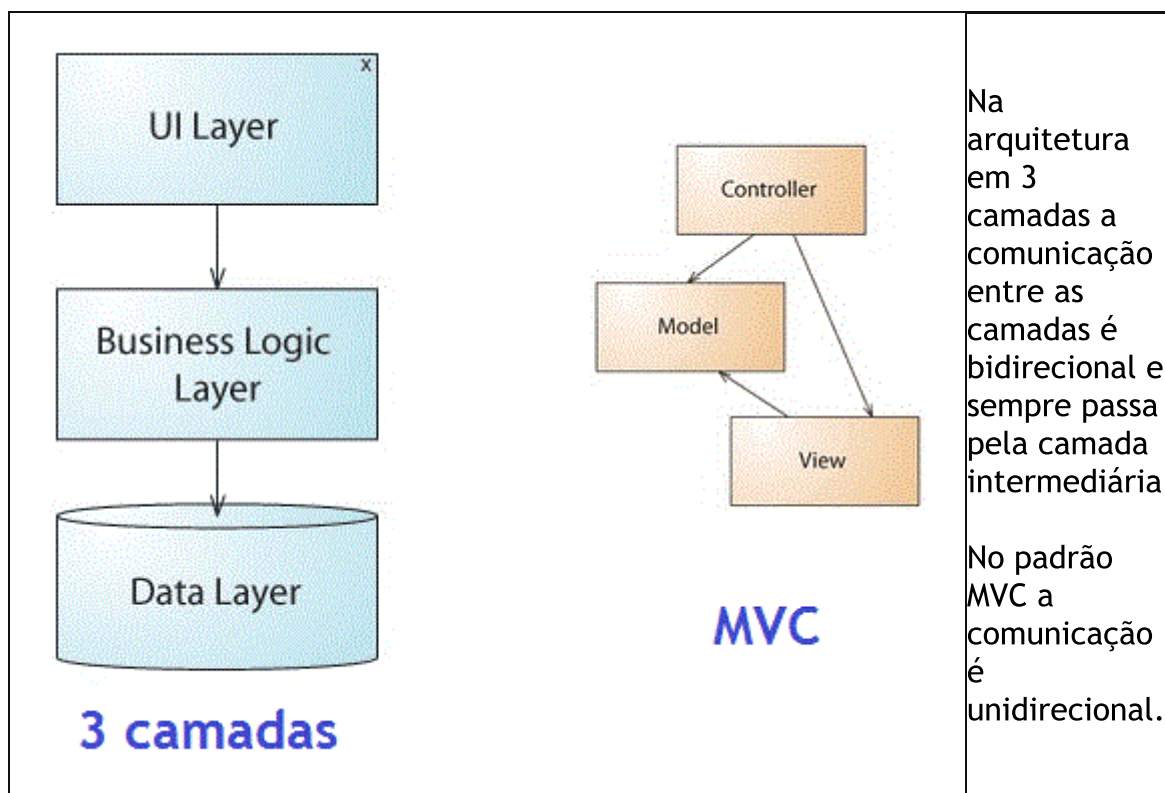 x
UI Layer
Business Logic
Layer
Data Layer
3 camadas
Controller
Model
View
MVC
Na
arquitetura
em 3
camadas a
comunicação
entre as
camadas é
bidirecional e
sempre passa
pela camada
intermediária
No padrão
MVC a
comunicação
é
unidirecional.